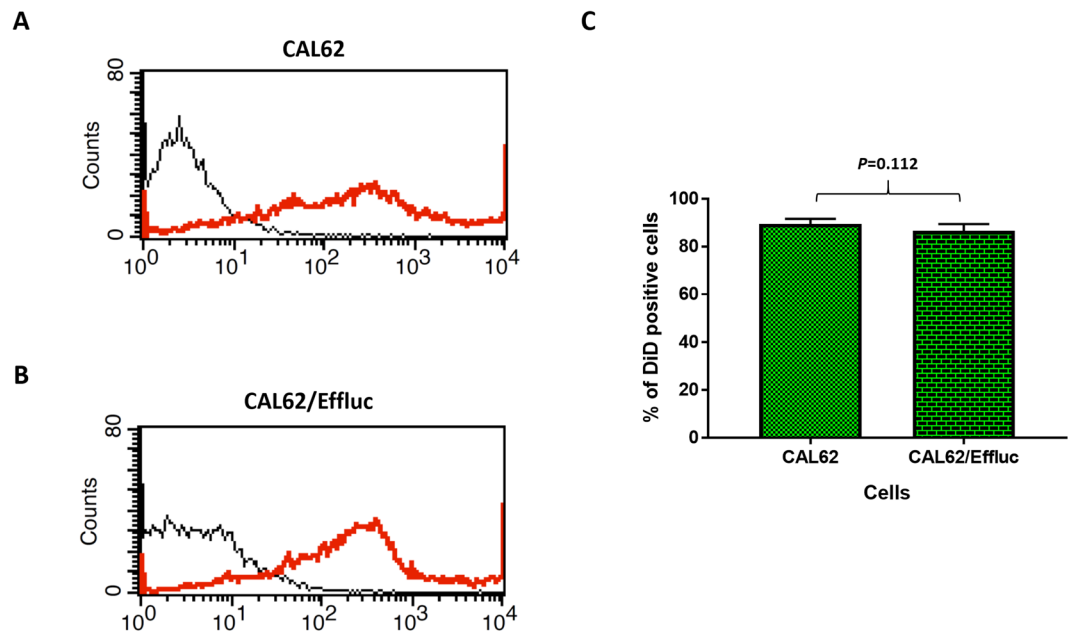 A
CAL62
80
Counts
0
10^0 10^1 10^2 10^3 10^4
B
CAL62/Effluc
80
Counts
0
10^0 10^1 10^2 10^3 10^4
C
P=0.112
100
80
60
40
20
0
% of DiD positive cells
CAL62 CAL62/Effluc
Cells